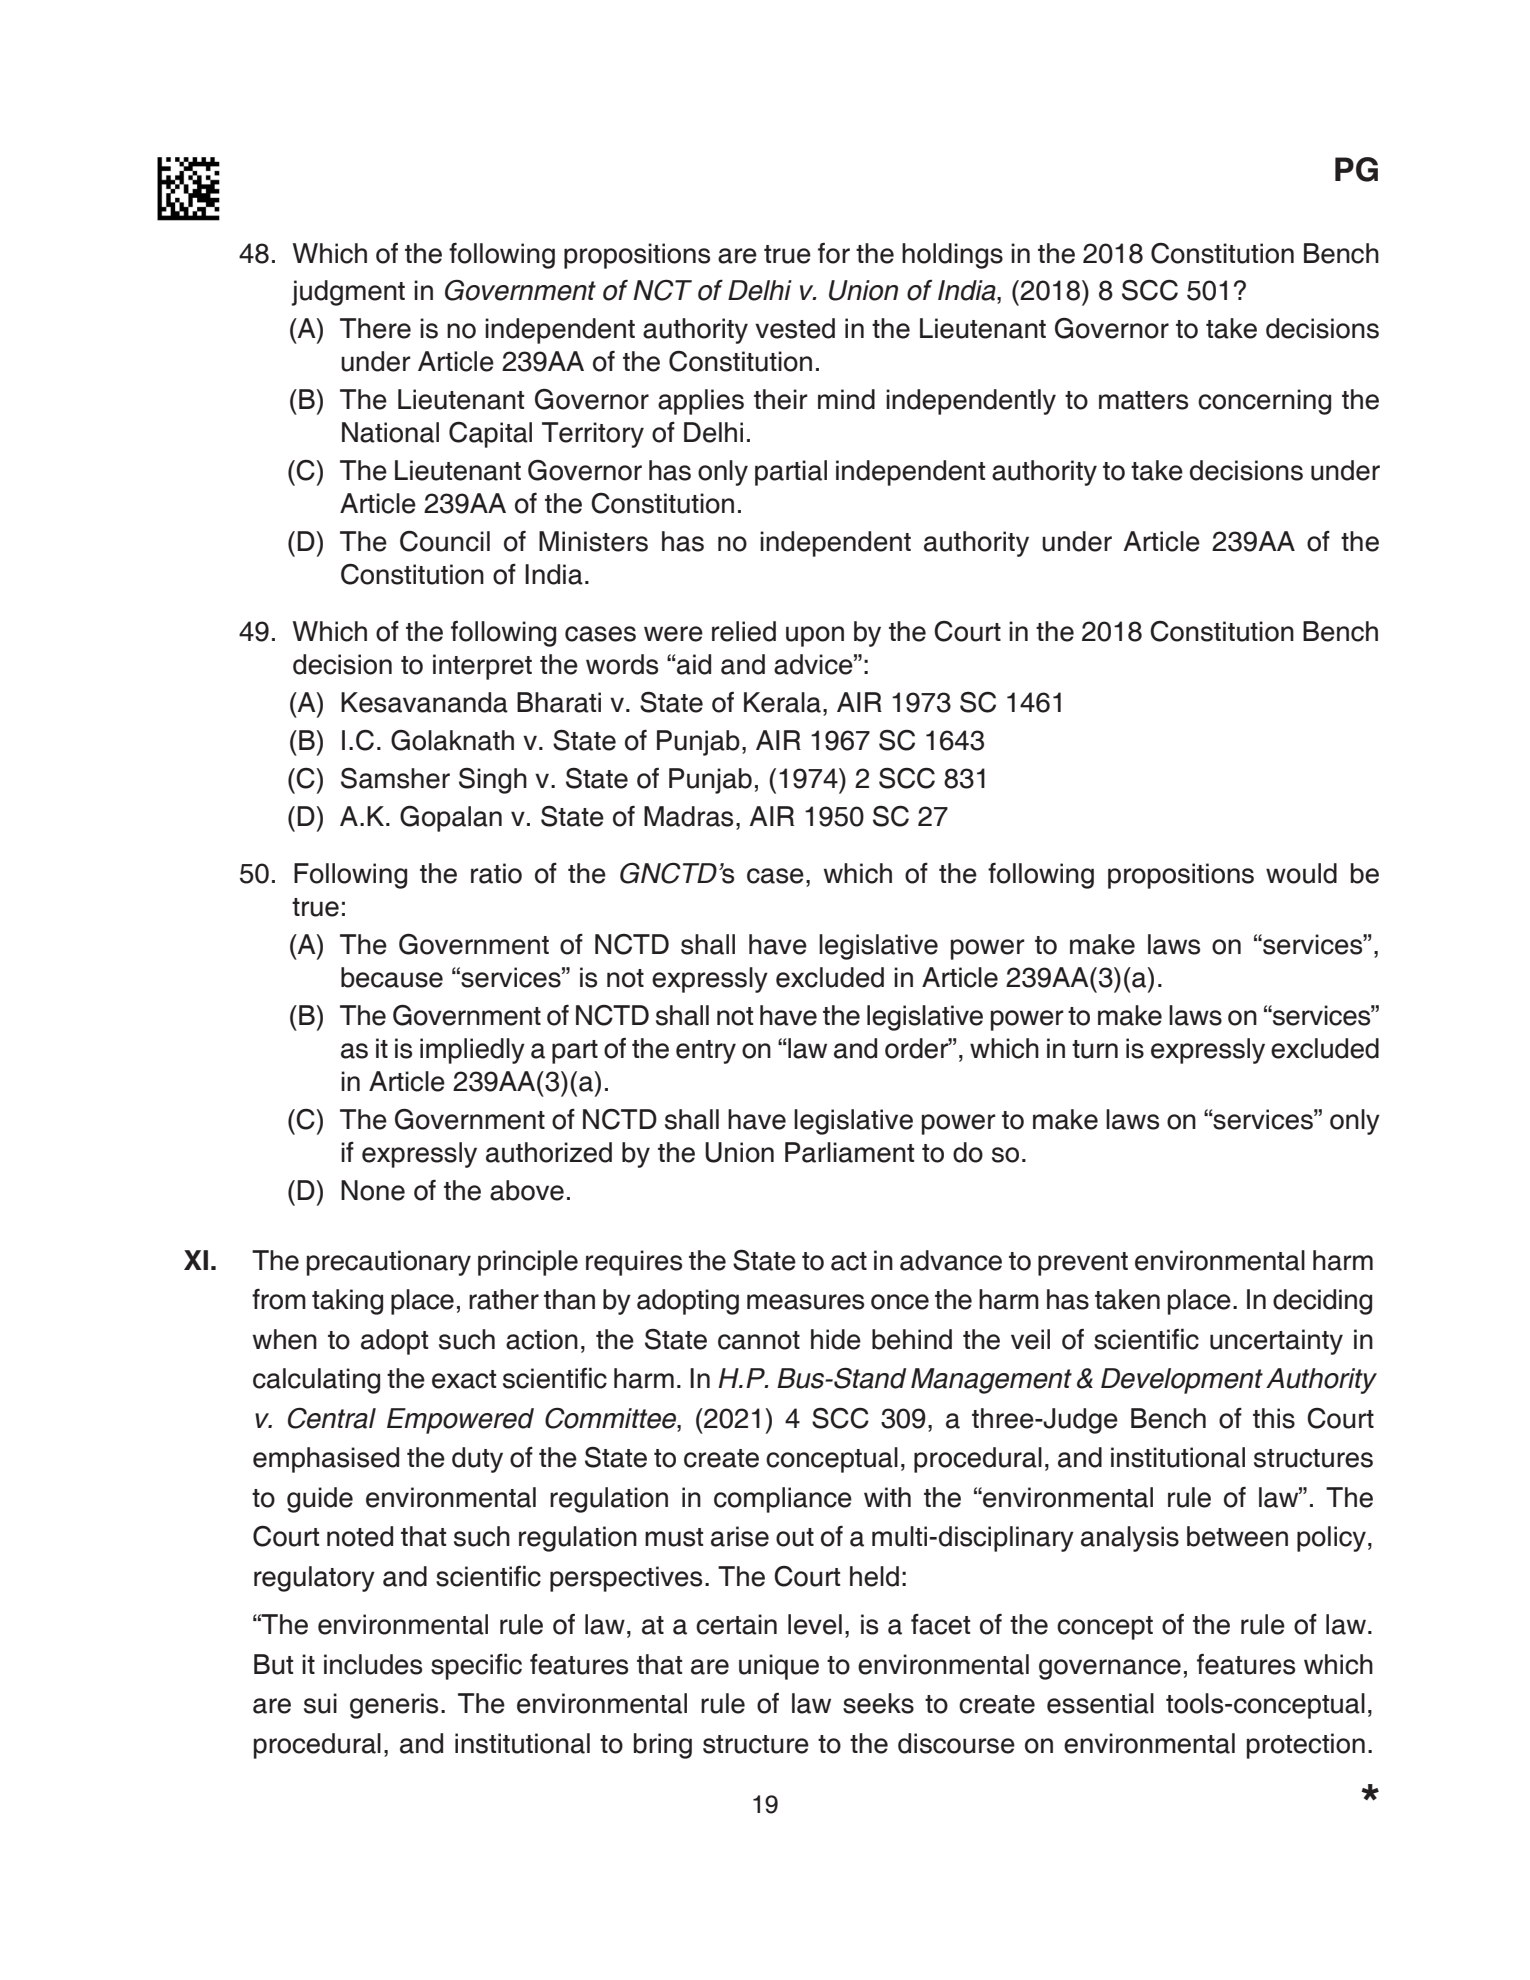 PG
48. Which of the following propositions are true for the holdings in the 2018 Constitution Bench
judgment in Government of NCT of Delhi v. Union of India, (2018) 8 SCC 501?
(A) There is no independent authority vested in the Lieutenant Governor to take decisions
under Article 239AA of the Constitution.
(B) The Lieutenant Governor applies their mind independently to matters concerning the
National Capital Territory of Delhi.
(C) The Lieutenant Governor has only partial independent authority to take decisions under
Article 239AA of the Constitution.
(D) The Council of Ministers has no independent authority under Article 239AA of the
Constitution of India.
49. Which of the following cases were relied upon by the Court in the 2018 Constitution Bench
decision to interpret the words “aid and advice”:
(A) Kesavananda Bharati v. State of Kerala, AIR 1973 SC 1461
(B) I.C. Golaknath v. State of Punjab, AIR 1967 SC 1643
(C) Samsher Singh v. State of Punjab, (1974) 2 SCC 831
(D) A.K. Gopalan v. State of Madras, AIR 1950 SC 27
50. Following the ratio of the GNCTD’s case, which of the following propositions would be
true:
(A) The Government of NCTD shall have legislative power to make laws on “services”,
because “services” is not expressly excluded in Article 239AA(3)(a).
(B) The Government of NCTD shall not have the legislative power to make laws on “services”
as it is impliedly a part of the entry on “law and order”, which in turn is expressly excluded
in Article 239AA(3)(a).
(C) The Government of NCTD shall have legislative power to make laws on “services” only
if expressly authorized by the Union Parliament to do so.
(D) None of the above.
XI. The precautionary principle requires the State to act in advance to prevent environmental harm
from taking place, rather than by adopting measures once the harm has taken place. In deciding
when to adopt such action, the State cannot hide behind the veil of scientific uncertainty in
calculating the exact scientific harm. In H.P. Bus-Stand Management & Development Authority
v. Central Empowered Committee, (2021) 4 SCC 309, a three-Judge Bench of this Court
emphasised the duty of the State to create conceptual, procedural, and institutional structures
to guide environmental regulation in compliance with the “environmental rule of law”. The
Court noted that such regulation must arise out of a multi-disciplinary analysis between policy,
regulatory and scientific perspectives. The Court held:
“The environmental rule of law, at a certain level, is a facet of the concept of the rule of law.
But it includes specific features that are unique to environmental governance, features which
are sui generis. The environmental rule of law seeks to create essential tools-conceptual,
procedural, and institutional to bring structure to the discourse on environmental protection.
19 *